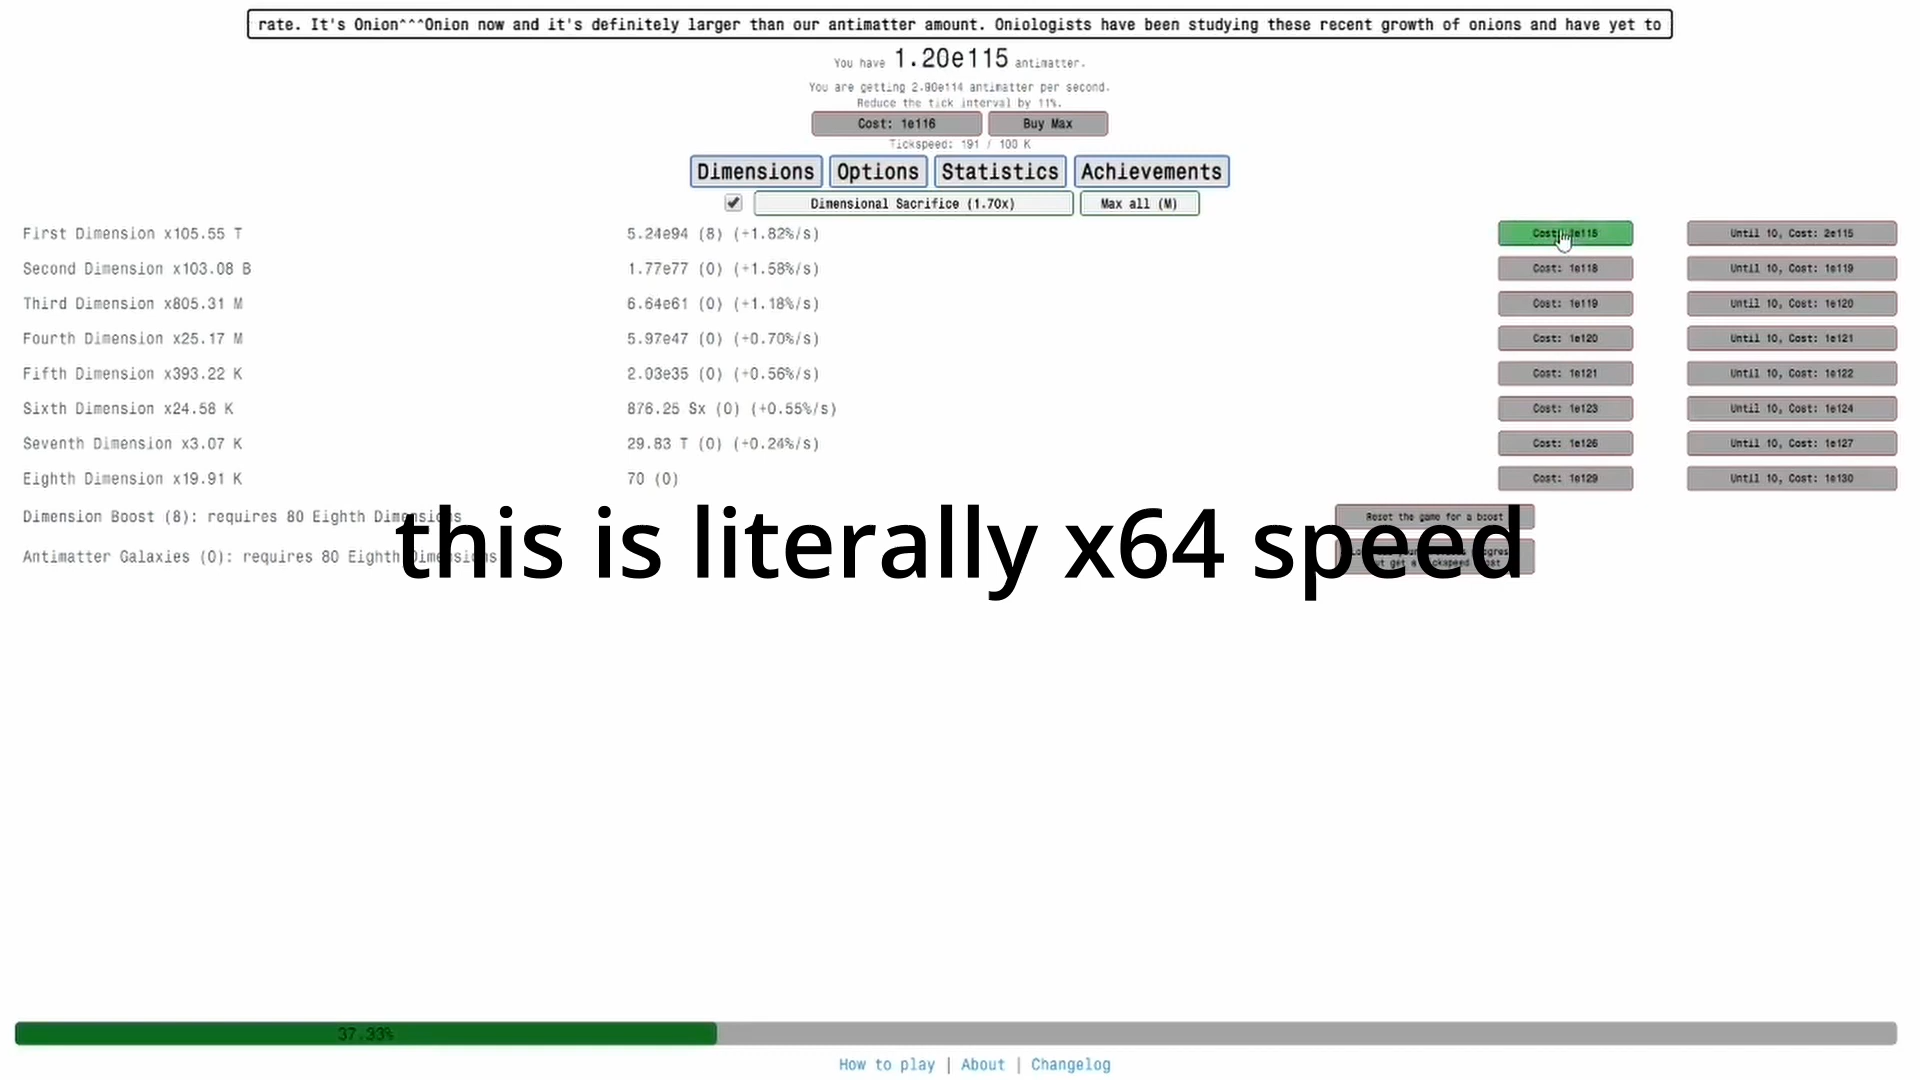 rate. It's Onion^^^Onion now and it's definitely larger than our antimatter amount. Oniologists have been studying these recent growth of onions and have yet to
You have 1.20e115 antimatter.
You are getting 2.80e114 antimatter per second.
Reduce the tick interval by 11%.
Cost: 1e116 Buy Max
Tickspeed: 191 / 100 K
Dimensions Options Statistics Achievements
Dimensional Sacrifice (1.70x) Max all (M)
First Dimension x105.55 T 5.24e94 (8) (+1.82%/s) Cost: 1e115 Until 10, Cost: 2e115
Second Dimension x103.08 B 1.77e77 (0) (+1.58%/s) Cost: 1e118 Until 10, Cost: 1e119
Third Dimension x805.31 M 6.64e61 (0) (+1.18%/s) Cost: 1e119 Until 10, Cost: 1e120
Fourth Dimension x25.17 M 5.97e47 (0) (+0.70%/s) Cost: 1e120 Until 10, Cost: 1e121
Fifth Dimension x393.22 K 2.03e35 (0) (+0.56%/s) Cost: 1e121 Until 10, Cost: 1e122
Sixth Dimension x24.58 K 876.25 Sx (0) (+0.55%/s) Cost: 1e123 Until 10, Cost: 1e124
Seventh Dimension x3.07 K 29.83 T (0) (+0.24%/s) Cost: 1e126 Until 10, Cost: 1e127
Eighth Dimension x19.91 K 70 (0) Cost: 1e129 Until 10, Cost: 1e130
Dimension Boost (8): requires 80 Eighth Dimensions Reset the game for a boost
this is literally x64 speed
Antimatter Galaxies (0): requires 80 Eighth Dimensions
37.33%
How to play | About | Changelog